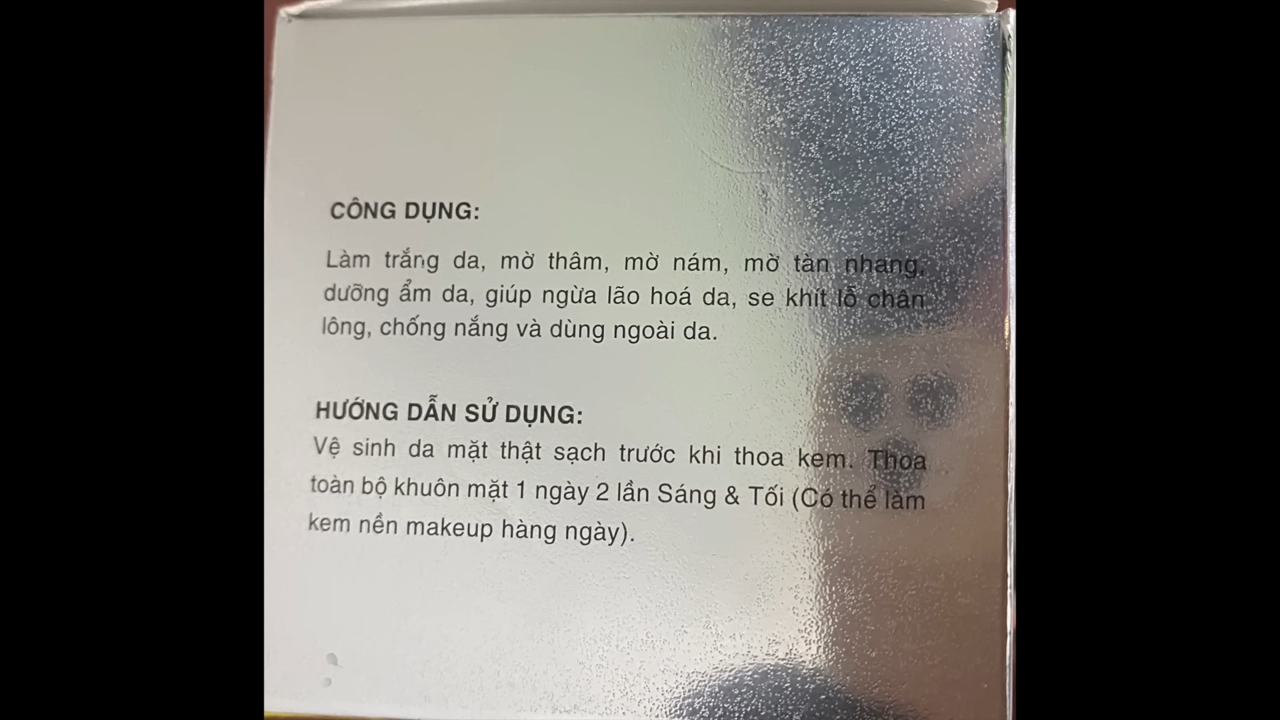 CÔNG DỤNG:
Làm trắng da, mờ thâm, mờ nám, mờ tàn nhang,
dưỡng ẩm da, giúp ngừa lão hoá da, se khít lỗ chân
lông, chống nắng và dùng ngoài da.
HƯỚNG DẪN SỬ DỤNG:
Vệ sinh da mặt thật sạch trước khi thoa kem. Thoa
toàn bộ khuôn mặt 1 ngày 2 lần Sáng & Tối (Có thể làm
kem nền makeup hàng ngày).